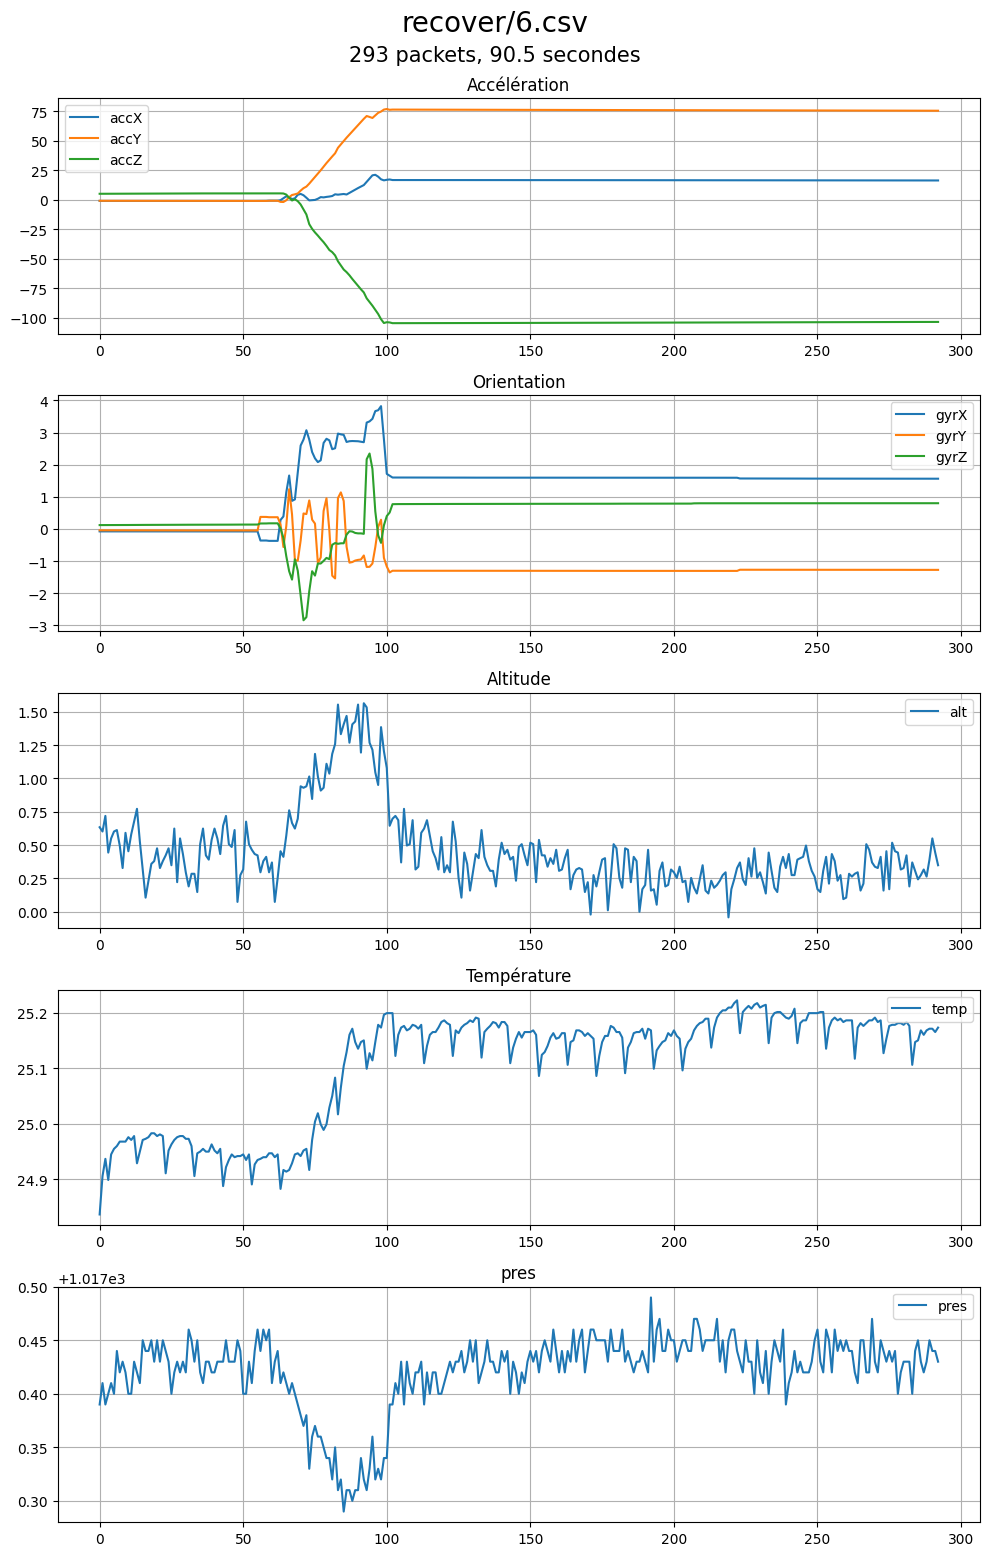 recover/6.csv
293 packets, 90.5 secondes
Accélération
accX
accY
accZ
75
50
25
0
−25
−50
−75
−100
0 50 100 150 200 250 300
Orientation
gyrX
gyrY
gyrZ
4
3
2
1
0
−1
−2
−3
0 50 100 150 200 250 300
Altitude
alt
1.50
1.25
1.00
0.75
0.50
0.25
0.00
0 50 100 150 200 250 300
Température
temp
25.2
25.1
25.0
24.9
0 50 100 150 200 250 300
pres
+1.017e3
pres
0.50
0.45
0.40
0.35
0.30
0 50 100 150 200 250 300